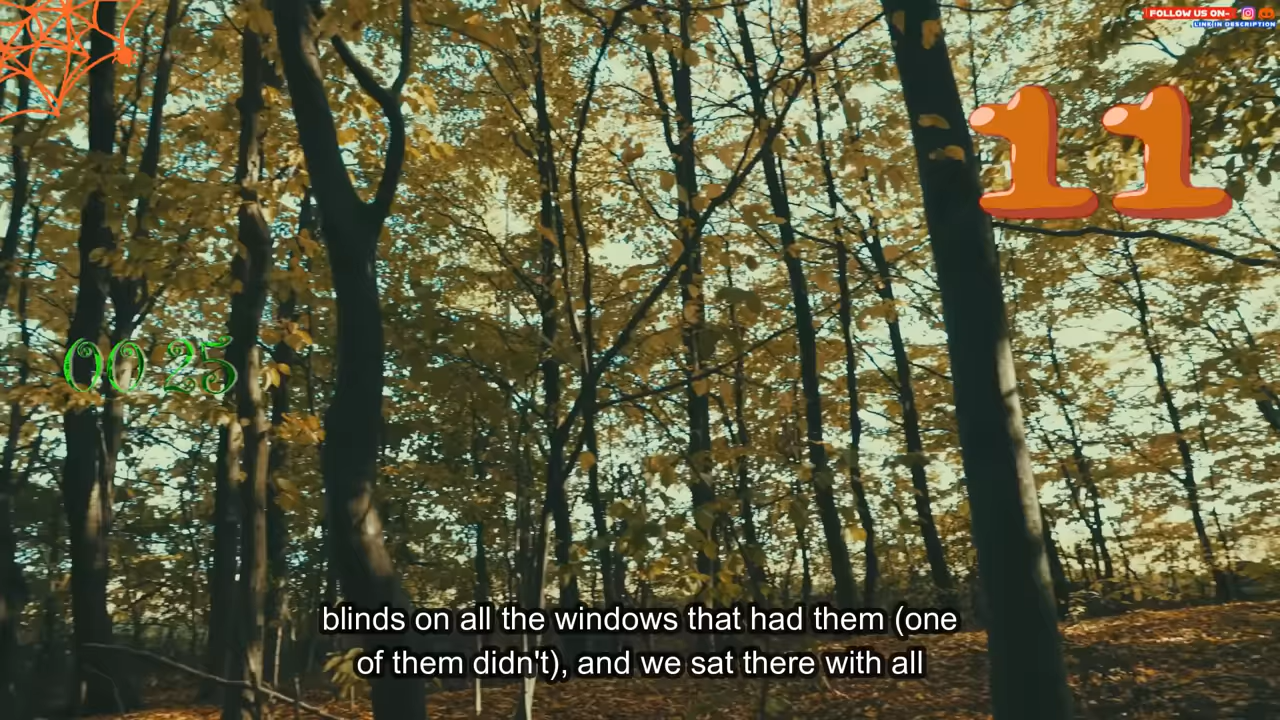 FOLLOW US ON-
LINK IN DESCRIPTION
11
00 25
blinds on all the windows that had them (one
of them didn't), and we sat there with all